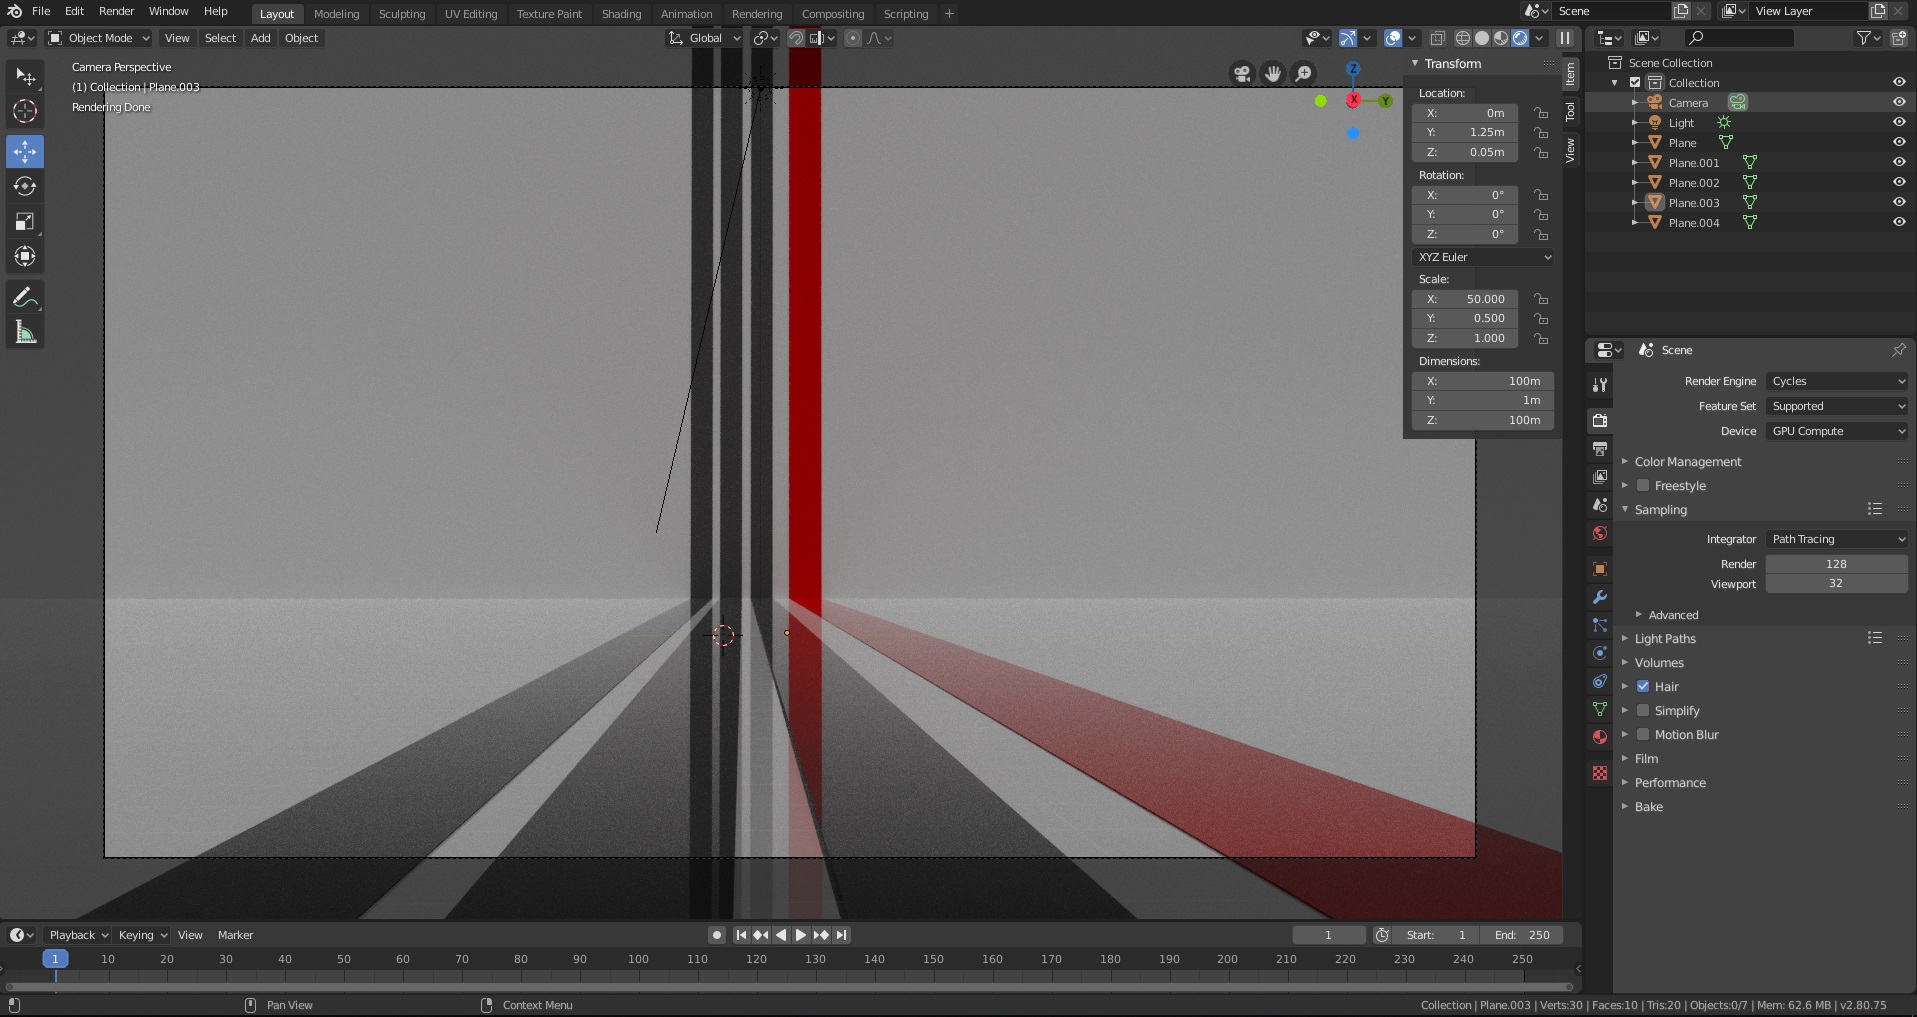 File Edit Render Window Help Layout Modeling Sculpting UV Editing Texture Paint Shading Animation Rendering Compositing Scripting + Scene View Layer
Object Mode View Select Add Object Global
Camera Perspective
(1) Collection | Plane.003
Rendering Done
Z
X
Y
Transform
Location:
X: 0m
Y: 1.25m
Z: 0.05m
Rotation:
X: 0°
Y: 0°
Z: 0°
XYZ Euler
Scale:
X: 50.000
Y: 0.500
Z: 1.000
Dimensions:
X: 100m
Y: 1m
Z: 100m
Item
Tool
View
Scene Collection
Collection
Camera
Light
Plane
Plane.001
Plane.002
Plane.003
Plane.004
Scene
Render Engine Cycles
Feature Set Supported
Device GPU Compute
Color Management
Freestyle
Sampling
Integrator Path Tracing
Render 128
Viewport 32
Advanced
Light Paths
Volumes
Hair
Simplify
Motion Blur
Film
Performance
Bake
Playback Keying View Marker 1 Start: 1 End: 250
1 10 20 30 40 50 60 70 80 90 100 110 120 130 140 150 160 170 180 190 200 210 220 230 240 250
Pan View Context Menu Collection | Plane.003 | Verts:30 | Faces:10 | Tris:20 | Objects:0/7 | Mem: 62.6 MB | v2.80.75